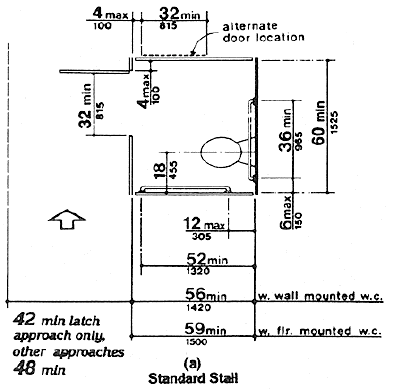 4 max
100
32 min
815
alternate
door location
32 min
815
4 max
100
36 min
965
60 min
1525
18
455
6 max
150
12 max
305
52 min
1320
56 min
1420
w. wall mounted w.c.
59 min
1500
w. flr. mounted w.c.
42 min latch
approach only,
other approaches
48 min
(a)
Standard Stall